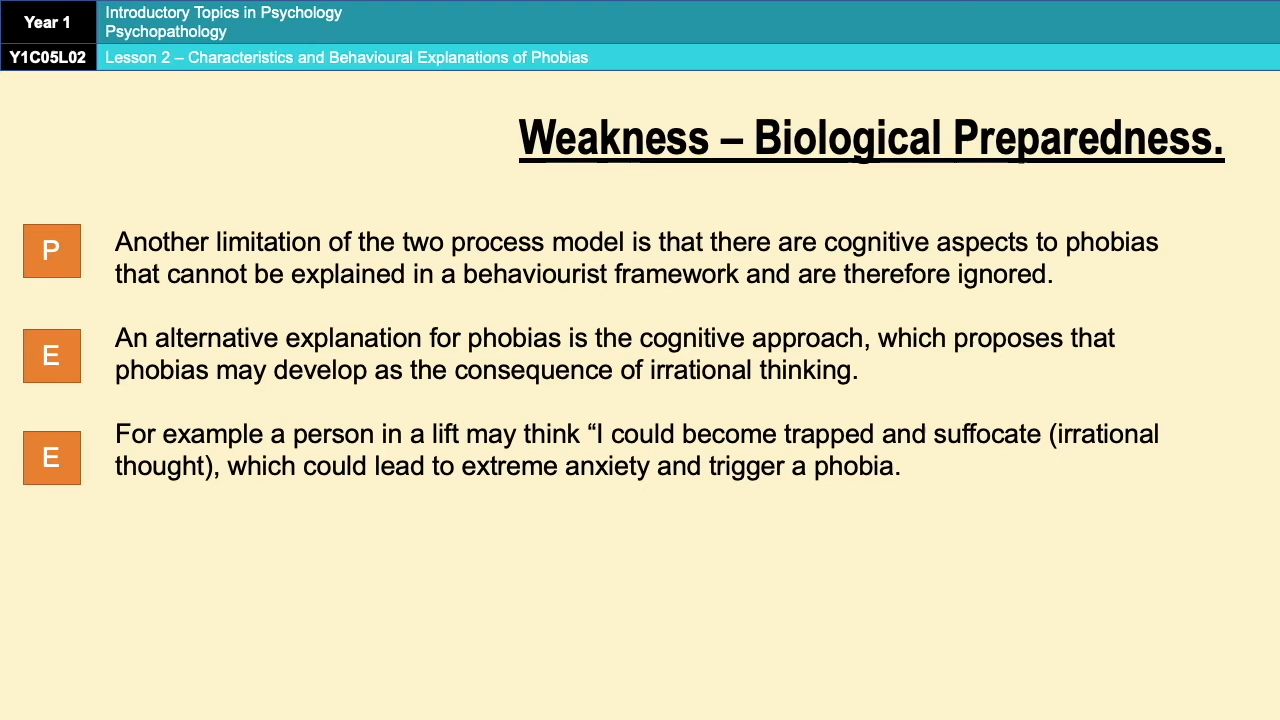 Year 1
Introductory Topics in Psychology
Psychopathology
Y1C05L02
Lesson 2 – Characteristics and Behavioural Explanations of Phobias
Weakness – Biological Preparedness.
P
Another limitation of the two process model is that there are cognitive aspects to phobias
that cannot be explained in a behaviourist framework and are therefore ignored.
E
An alternative explanation for phobias is the cognitive approach, which proposes that
phobias may develop as the consequence of irrational thinking.
E
For example a person in a lift may think “I could become trapped and suffocate (irrational
thought), which could lead to extreme anxiety and trigger a phobia.